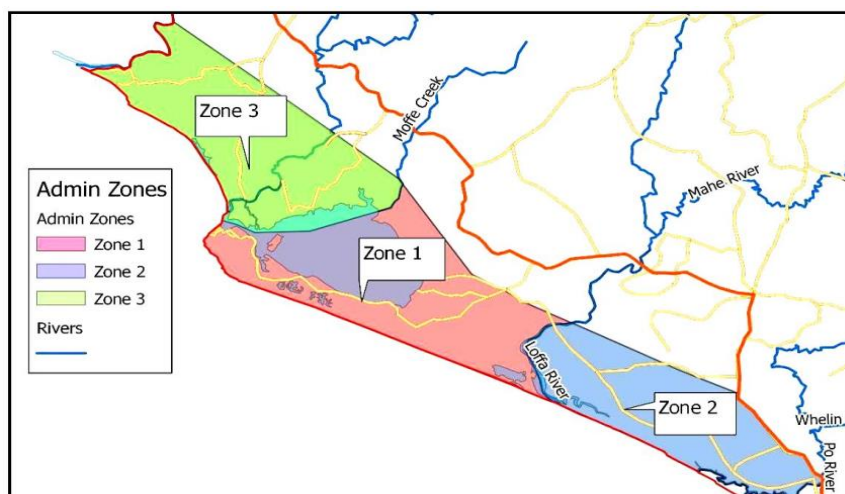 Zone 3
Moffe Creek
Mahe River
Admin Zones
Admin Zones
Zone 1
Zone 2
Zone 3
Rivers
Zone 1
Loffa River
Zone 2
Whelin
Po River